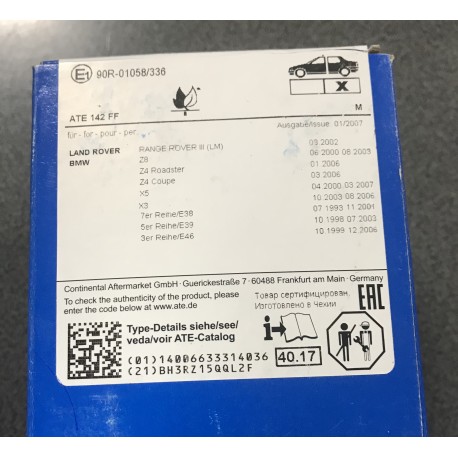 E1 90R-01058/336
X
ATE 142 FF
M
für - for - pour - per
Ausgabe/issue: 01/2007
LAND ROVER RANGE ROVER III (LM) 03.2002
BMW Z8 06.2000 08.2003
Z4 Roadster 01.2006
Z4 Coupe 03.2006
X5 04.2000 03.2007
X3 10.2003 08.2006
7er Reihe/E38 07.1993 11.2001
5er Reihe/E39 10.1998 07.2003
3er Reihe/E46 10.1999 12.2006
Continental Aftermarket GmbH · Guerickestraße 7 · 60488 Frankfurt am Main · Germany
To check the authenticity of the product, please
enter the code below at www.ate.de
Товар сертифицирован.
Изготовлено в Чехии
EAC
Type-Details siehe/see/
veda/voir ATE-Catalog
(01)14006633314036
(21)BH3RZ15QQL2F
40.17